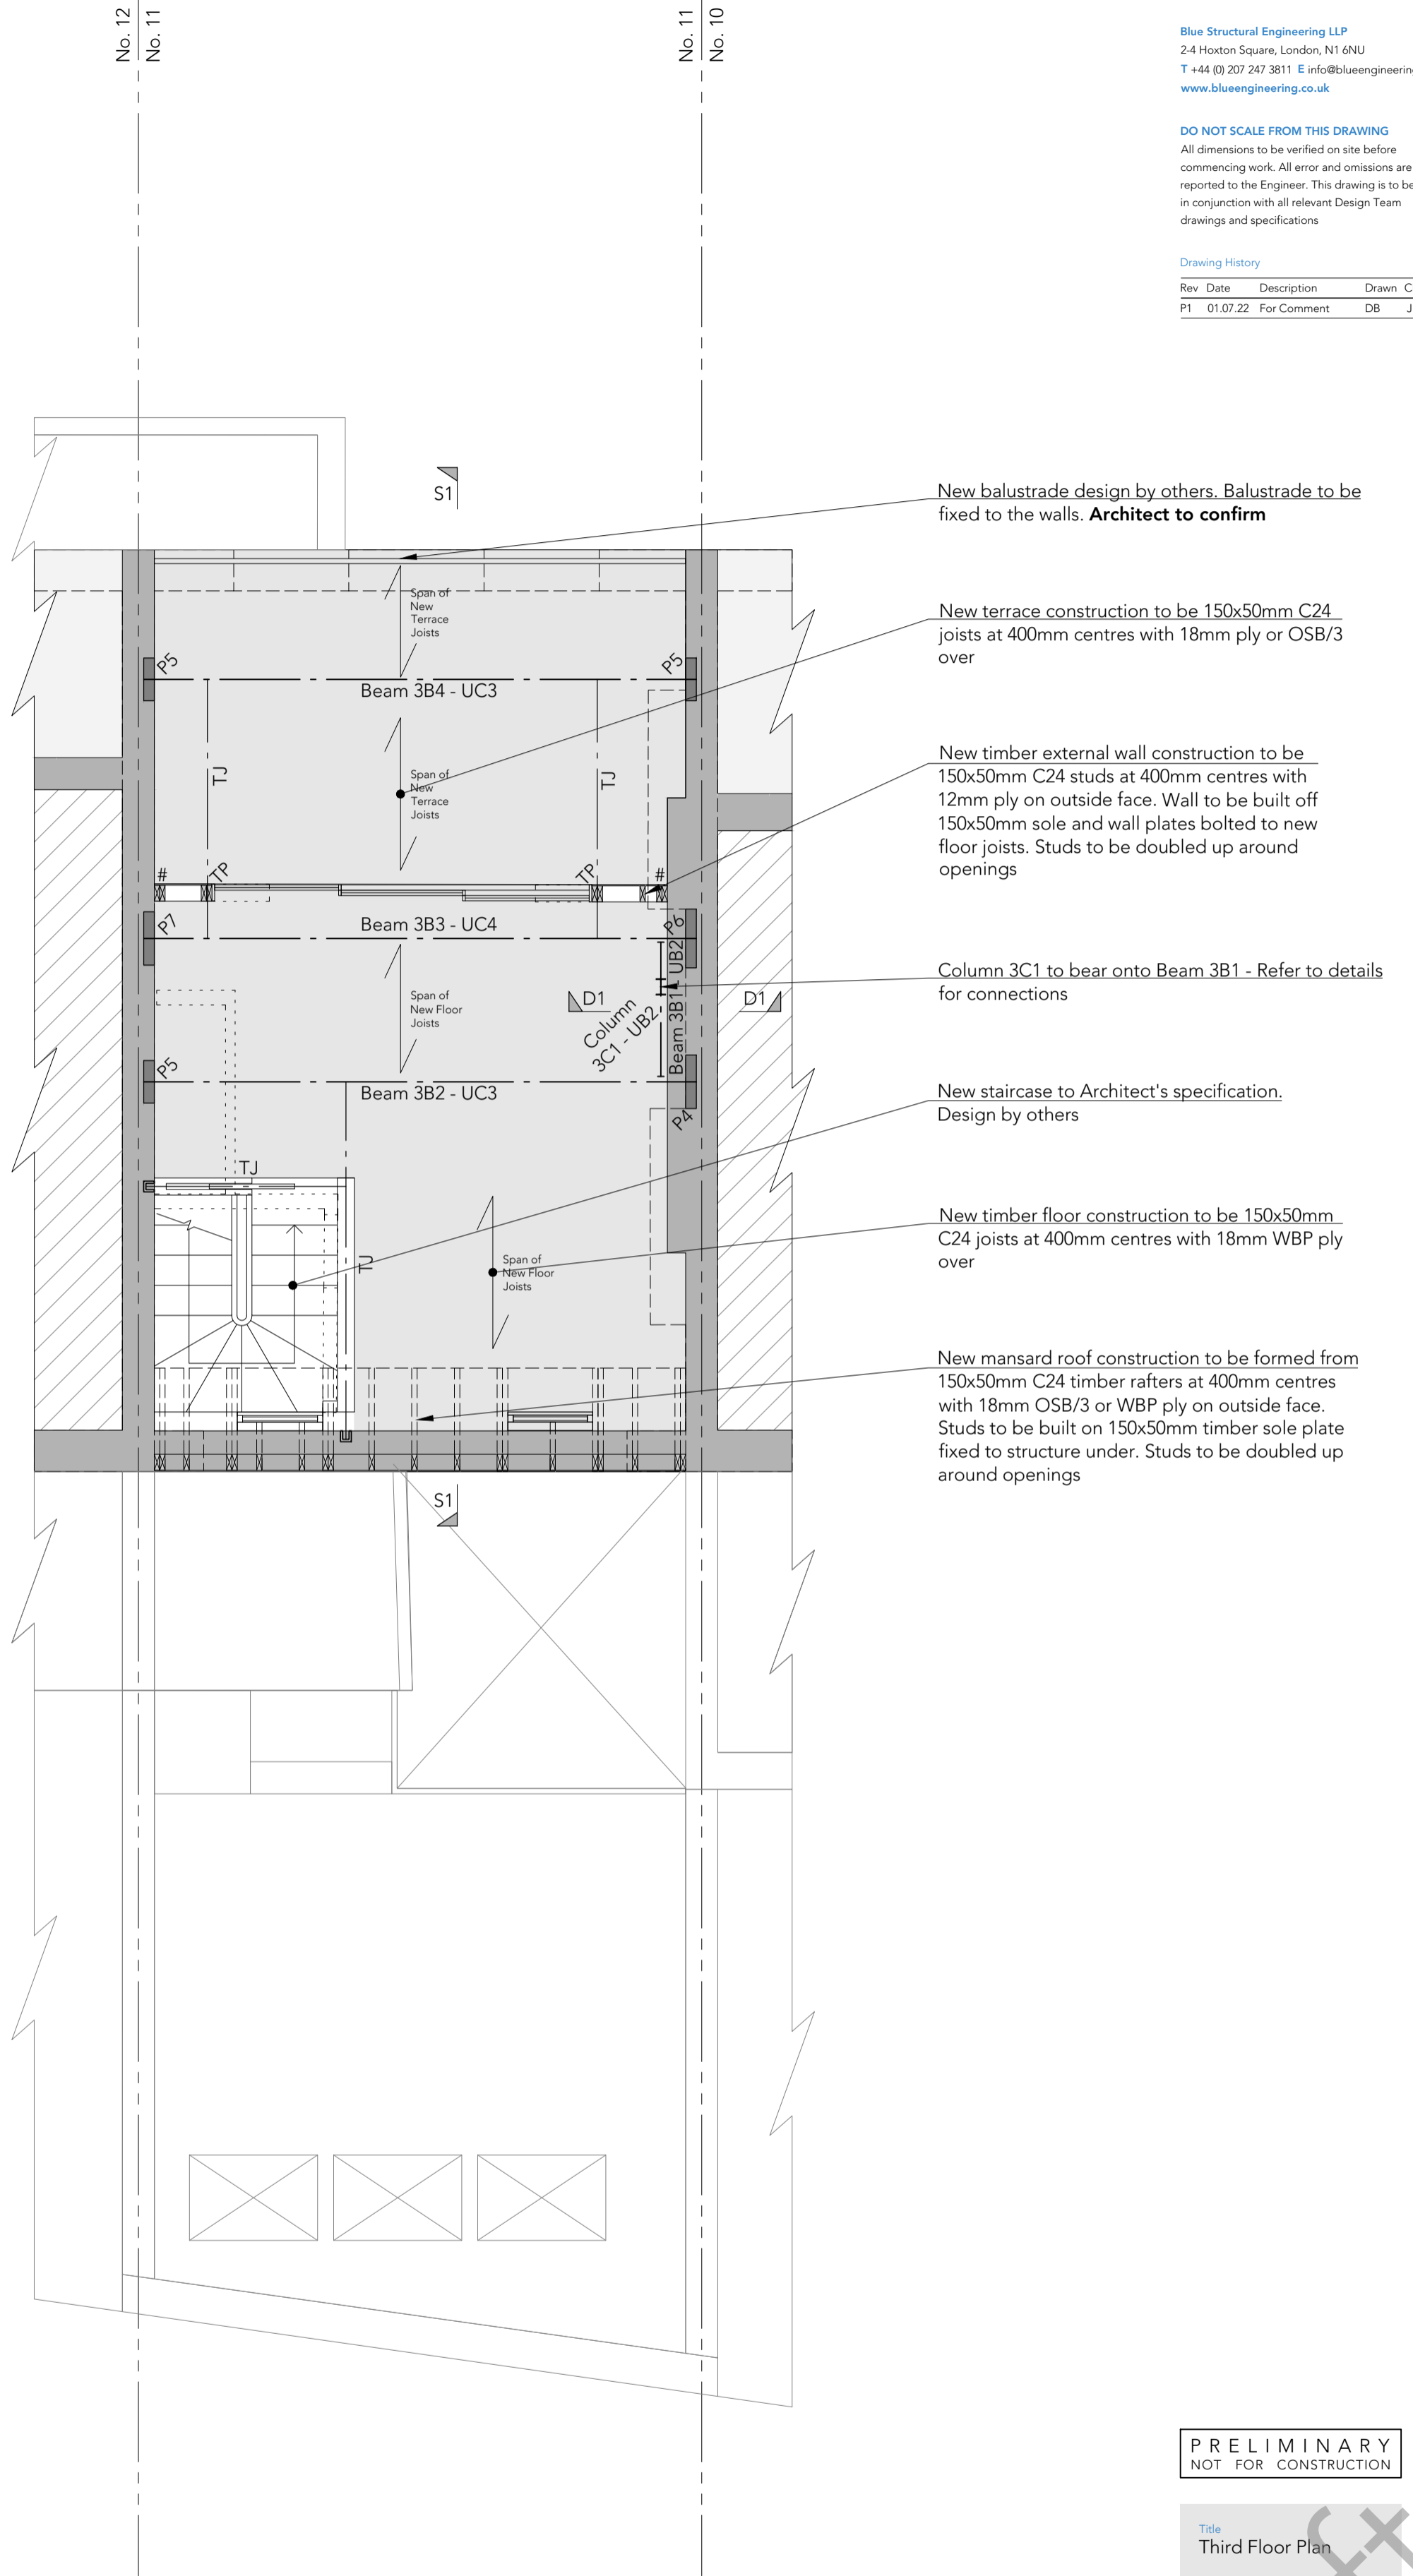 No. 12
No. 11
No. 11
No. 10
Blue Structural Engineering LLP
2-4 Hoxton Square, London, N1 6NU
T +44 (0) 207 247 3811 E info@blueengineering
www.blueengineering.co.uk
DO NOT SCALE FROM THIS DRAWING
All dimensions to be verified on site before
commencing work. All error and omissions are
reported to the Engineer. This drawing is to be
in conjunction with all relevant Design Team
drawings and specifications
Drawing History
Rev Date Description Drawn C
P1 01.07.22 For Comment DB J
S1
New balustrade design by others. Balustrade to be
fixed to the walls. Architect to confirm
Span of
New
Terrace
Joists
New terrace construction to be 150x50mm C24
joists at 400mm centres with 18mm ply or OSB/3
over
P5
P5
Beam 3B4 - UC3
TJ
TJ
Span of
New
Terrace
Joists
New timber external wall construction to be
150x50mm C24 studs at 400mm centres with
12mm ply on outside face. Wall to be built off
150x50mm sole and wall plates bolted to new
floor joists. Studs to be doubled up around
openings
#
TP
TP
#
P7
Beam 3B3 - UC4
P6
Column 3C1 to bear onto Beam 3B1 - Refer to details
for connections
Span of
New Floor
Joists
D1
D1
Column
3C1 - UB2
Beam 3B1 - UB2
P5
Beam 3B2 - UC3
P4
New staircase to Architect's specification.
Design by others
TJ
TJ
New timber floor construction to be 150x50mm
C24 joists at 400mm centres with 18mm WBP ply
over
Span of
New Floor
Joists
New mansard roof construction to be formed from
150x50mm C24 timber rafters at 400mm centres
with 18mm OSB/3 or WBP ply on outside face.
Studs to be built on 150x50mm timber sole plate
fixed to structure under. Studs to be doubled up
around openings
S1
PRELIMINARY
NOT FOR CONSTRUCTION
Title
Third Floor Plan